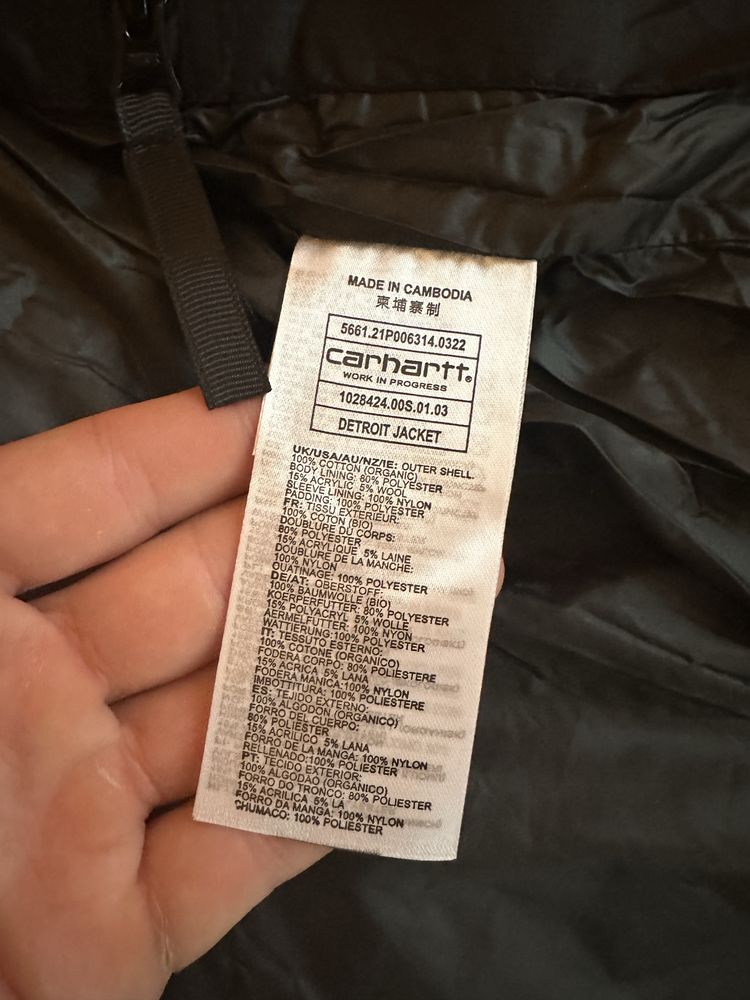 MADE IN CAMBODIA
柬埔寨制
5661.21P006314.0322
carhartt®
WORK IN PROGRESS
1028424.00S.01.03
DETROIT JACKET
UK/USA/AU/NZ/IE: OUTER SHELL.
100% COTTON (ORGANIC)
BODY LINING: 80% POLYESTER
15% ACRYLIC 5% WOOL
SLEEVE LINING: 100% NYLON
PADDING: 100% POLYESTER
FR: TISSU EXTERIEUR:
100% COTON (BIO)
DOUBLURE DU CORPS:
80% POLYESTER
15% ACRYLIQUE 5% LAINE
DOUBLURE DE LA MANCHE:
100% NYLON
OUATINAGE: 100% POLYESTER
DE/AT: OBERSTOFF:
100% BAUMWOLLE (BIO)
KOERPERFUTTER: 80% POLYESTER
15% POLYACRYL 5% WOLLE
AERMELFUTTER: 100% NYON
WATTIERUNG:100% POLYESTER
IT: TESSUTO ESTERNO:
100% COTONE (ORGANICO)
FODERA CORPO: 80% POLIESTERE
15% ACRICA 5% LANA
FODERA MANICA:100% NYLON
IMBOTTITURA: 100% POLIESTERE
ES: TEJIDO EXTERNO:
100% ALGODON (ORGANICO)
FORRO DEL CUERPO:
80% POLIESTER
15% ACRILICO 5% LANA
FORRO DE LA MANGA: 100% NYLON
RELLENADO:100% POLIESTER
PT: TECIDO EXTERIOR:
100% ALGODÃO (ORGÂNICO)
FORRO DO TRONCO: 80% POLIÉSTER
15% ACRILICA 5% LA
FORRO DA MANGA: 100% NYLON
CHUMACO: 100% POLIESTER